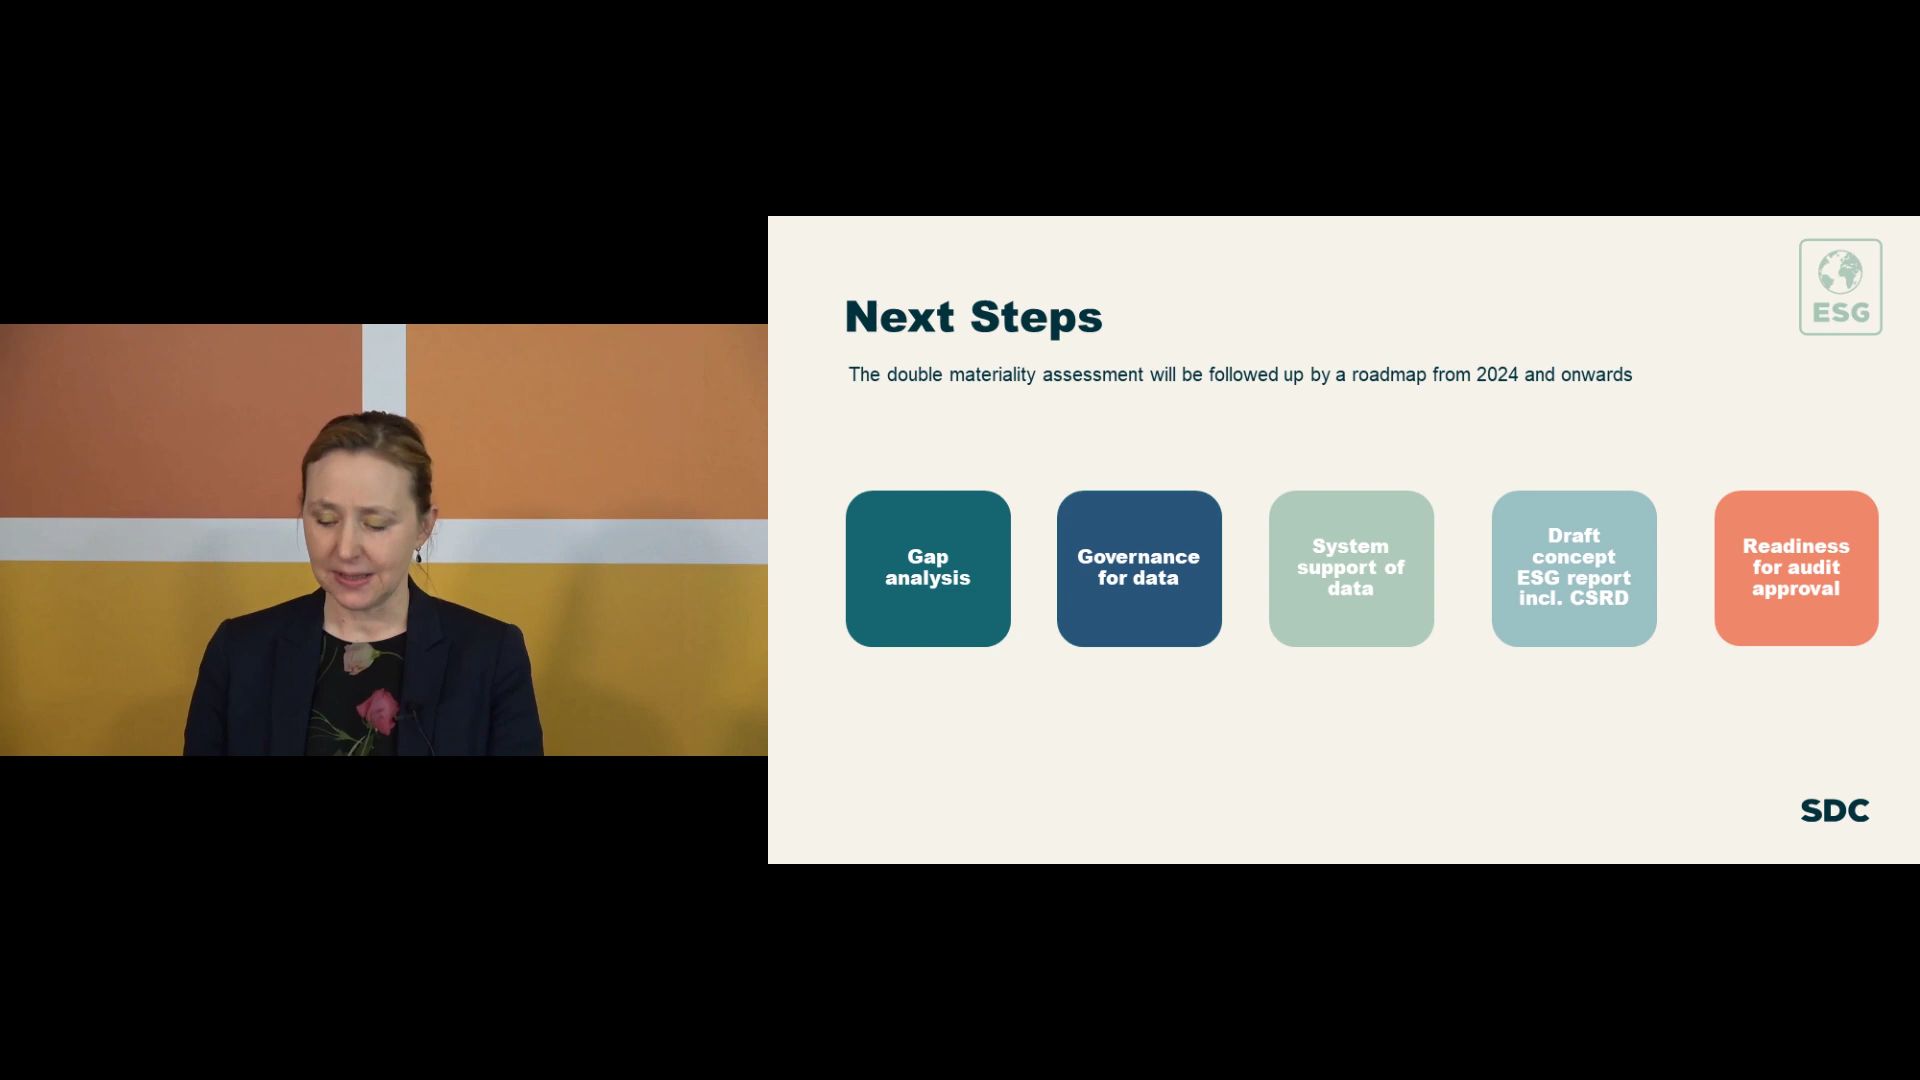 ESG
Next Steps
The double materiality assessment will be followed up by a roadmap from 2024 and onwards
Gap
analysis
Governance
for data
System
support of
data
Draft
concept
ESG report
incl. CSRD
Readiness
for audit
approval
SDC